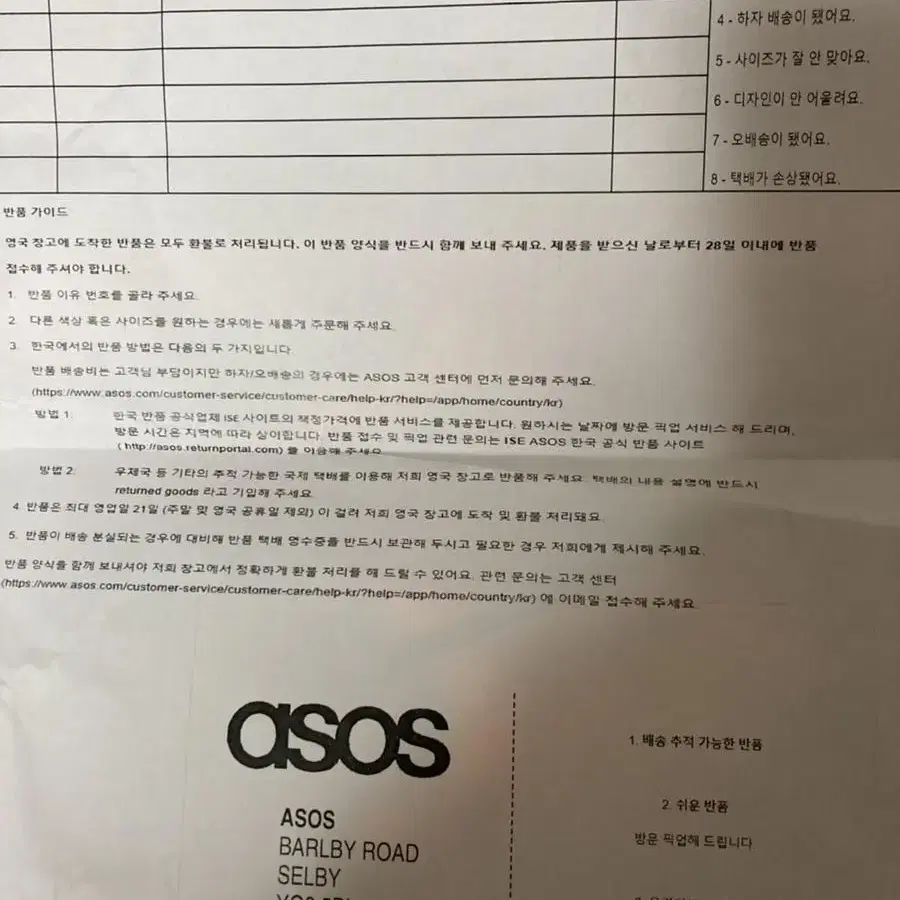 4 - 하자 배송이 됐어요.
5 - 사이즈가 잘 안 맞아요.
6 - 디자인이 안 어울려요.
7 - 오배송이 됐어요.
8 - 택배가 손상됐어요.
반품 가이드
영국 창고에 도착한 반품은 모두 환불로 처리됩니다. 이 반품 양식을 반드시 함께 보내 주세요. 제품을 받으신 날로부터 28일 이내에 반품
접수해 주셔야 합니다.
1. 반품 이유 번호를 골라 주세요.
2. 다른 색상 혹은 사이즈를 원하는 경우에는 새롭게 주문해 주세요.
3. 한국에서의 반품 방법은 다음의 두 가지입니다.
반품 배송비는 고객님 부담이지만 하자/오배송의 경우에는 ASOS 고객 센터에 먼저 문의해 주세요.
(https://www.asos.com/customer-service/customer-care/help-kr/?help=/app/home/country/kr)
방법 1: 한국 반품 공식업체 ISE 사이트의 책정가격에 반품 서비스를 제공합니다. 원하시는 날짜에 방문 픽업 서비스 해 드리며,
방문 시간은 지역에 따라 상이합니다. 반품 접수 및 픽업 관련 문의는 ISE ASOS 한국 공식 반품 사이트
( http://asos.returnportal.com) 를 이용해 주세요
방법 2: 우체국 등 기타의 추적 가능한 국제 택배를 이용해 저희 영국 창고로 반품해 주세요. 택배의 내용 설명에 반드시
returned goods 라고 기입해 주세요.
4. 반품은 최대 영업일 21일 (주말 및 영국 공휴일 제외) 이 걸려 저희 영국 창고에 도착 및 환불 처리돼요.
5. 반품이 배송 분실되는 경우에 대비해 반품 택배 영수증을 반드시 보관해 두시고 필요한 경우 저희에게 제시해 주세요.
반품 양식을 함께 보내셔야 저희 창고에서 정확하게 환불 처리를 해 드릴 수 있어요. 관련 문의는 고객 센터
(https://www.asos.com/customer-service/customer-care/help-kr/?help=/app/home/country/kr) 에 이메일 접수해 주세요.
asos
ASOS
BARLBY ROAD
SELBY
1. 배송 추적 가능한 반품
2. 쉬운 반품
방문 픽업해 드립니다